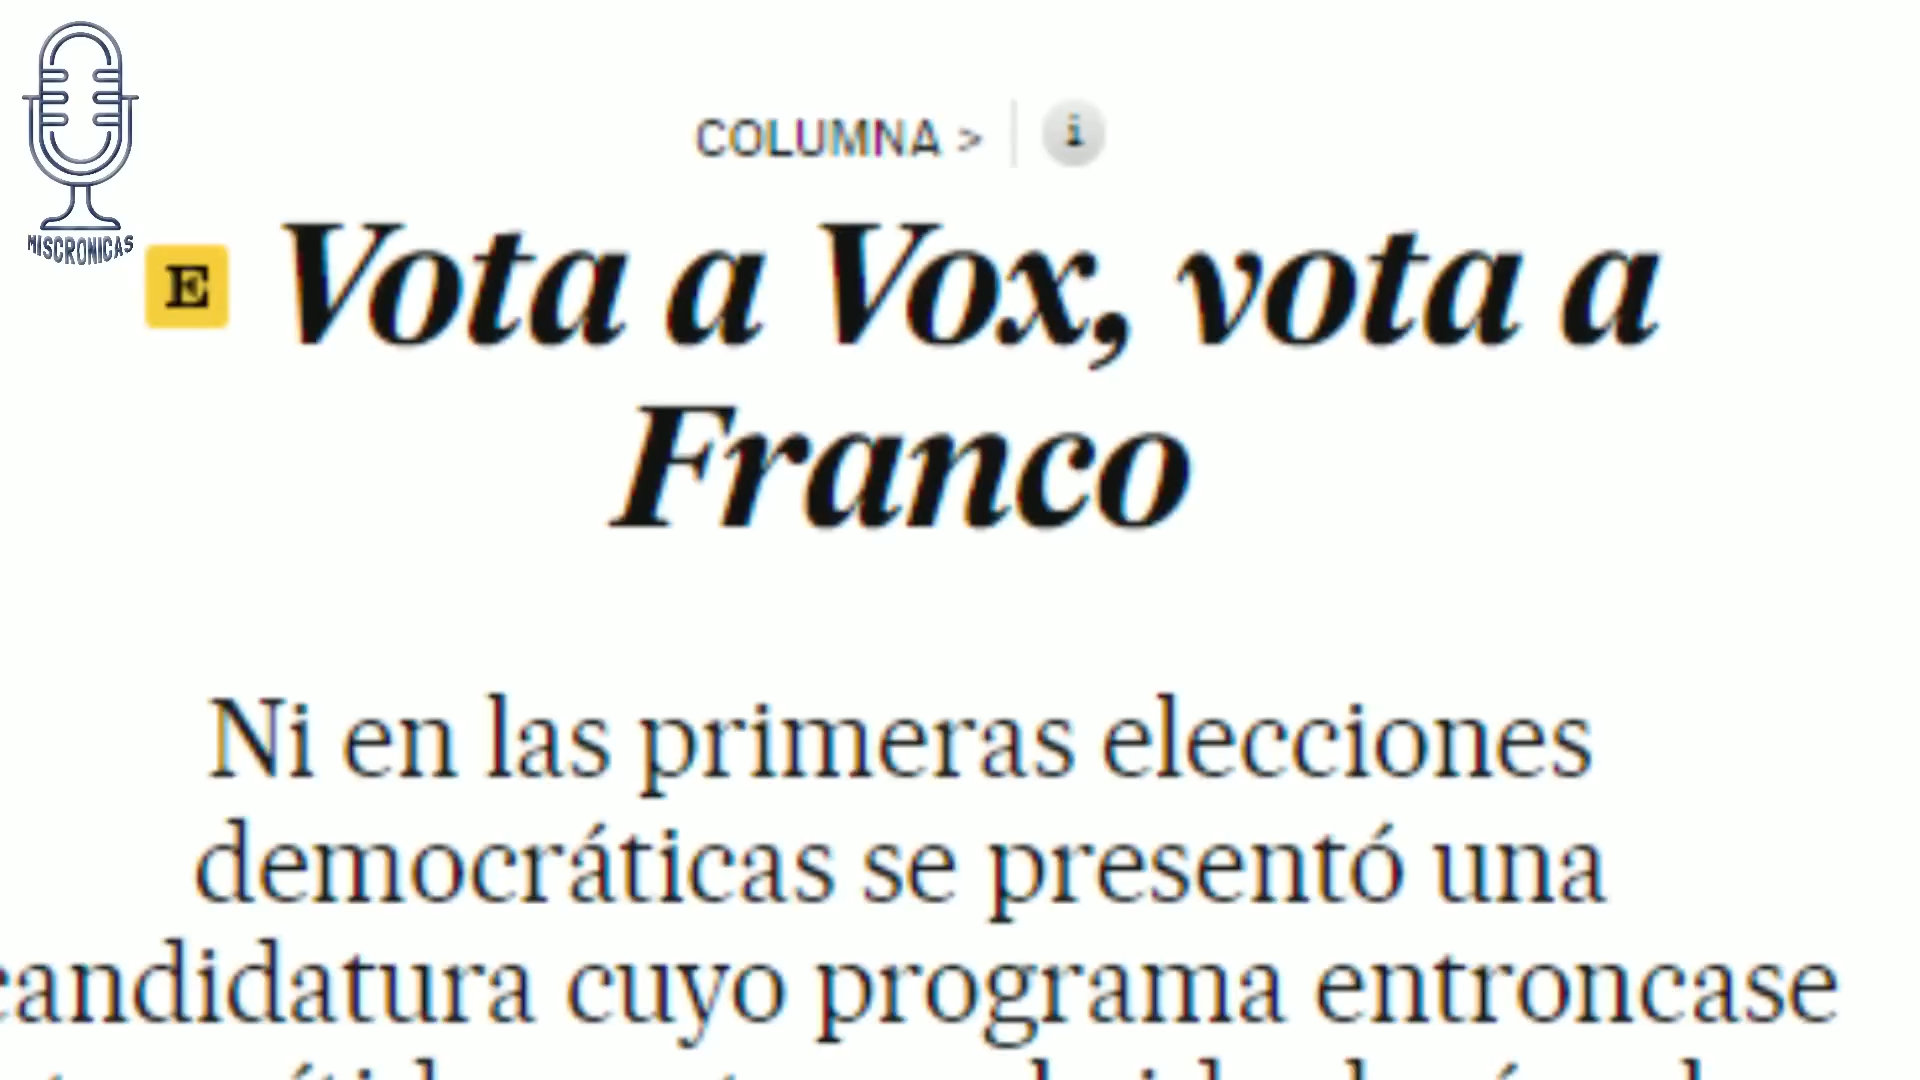 MISCRONICAS
COLUMNA >
i
E
Vota a Vox, vota a
Franco
Ni en las primeras elecciones
democráticas se presentó una
candidatura cuyo programa entroncase